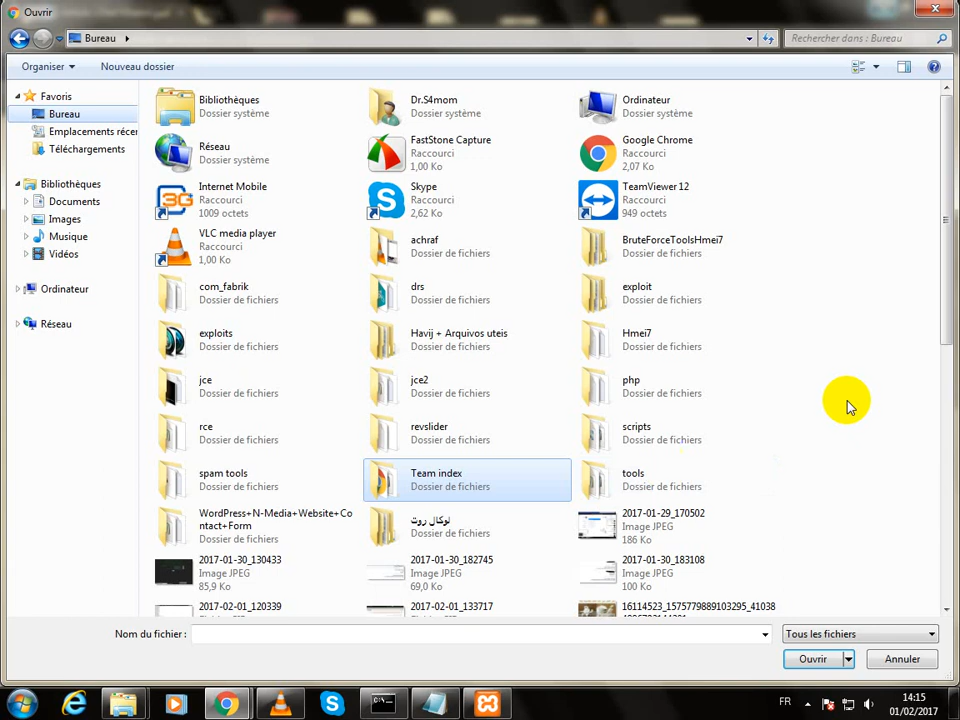 Ouvrir
Bureau
Rechercher dans : Bureau
Organiser
Nouveau dossier
Favoris
Bureau
Emplacements récer
Téléchargements
Bibliothèques
Documents
Images
Musique
Vidéos
Ordinateur
Réseau
Bibliothèques
Dossier système
Dr.S4mom
Dossier système
Ordinateur
Dossier système
Réseau
Dossier système
FastStone Capture
Raccourci
1,00 Ko
Google Chrome
Raccourci
2,07 Ko
Internet Mobile
Raccourci
1009 octets
Skype
Raccourci
2,62 Ko
TeamViewer 12
Raccourci
949 octets
VLC media player
Raccourci
1,00 Ko
achraf
Dossier de fichiers
BruteForceToolsHmei7
Dossier de fichiers
com_fabrik
Dossier de fichiers
drs
Dossier de fichiers
exploit
Dossier de fichiers
exploits
Dossier de fichiers
Havij + Arquivos uteis
Dossier de fichiers
Hmei7
Dossier de fichiers
jce
Dossier de fichiers
jce2
Dossier de fichiers
php
Dossier de fichiers
rce
Dossier de fichiers
revslider
Dossier de fichiers
scripts
Dossier de fichiers
spam tools
Dossier de fichiers
Team index
Dossier de fichiers
tools
Dossier de fichiers
WordPress+N-Media+Website+Co
ntact+Form
Dossier de fichiers
لوكال روت
Dossier de fichiers
2017-01-29_170502
Image JPEG
186 Ko
2017-01-30_130433
Image JPEG
85,9 Ko
2017-01-30_182745
Image JPEG
69,0 Ko
2017-01-30_183108
Image JPEG
100 Ko
2017-02-01_120339
2017-02-01_133717
16114523_1575779889103295_41038
Nom du fichier :
Tous les fichiers
Ouvrir
Annuler
FR
14:15
01/02/2017